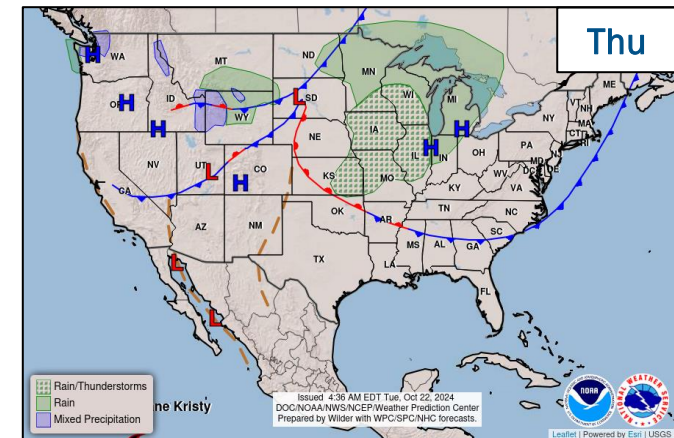 Thu
WA
MT
ND
MN
ME
H
ID
SD
WI
MI
VT
NH
OR
H
L
WY
NY
MA
CT
RI
H
NE
IA
H
PA
NJ
NV
UT
L
CO
H
KS
MO
IL
H
IN
OH
WV
MD
DE
DC
VA
KY
CA
AZ
NM
OK
AR
TN
NC
SC
L
TX
LA
MS
AL
GA
FL
L
Rain/Thunderstorms
Rain
Mixed Precipitation
ne Kristy
Issued 4:36 AM EDT Tue, Oct 22, 2024
DOC/NOAA/NWS/NCEP/Weather Prediction Center
Prepared by Wilder with WPC/SPC/NHC forecasts.
NOAA
NATIONAL WEATHER SERVICE
Leaflet | Powered by Esri | USGS